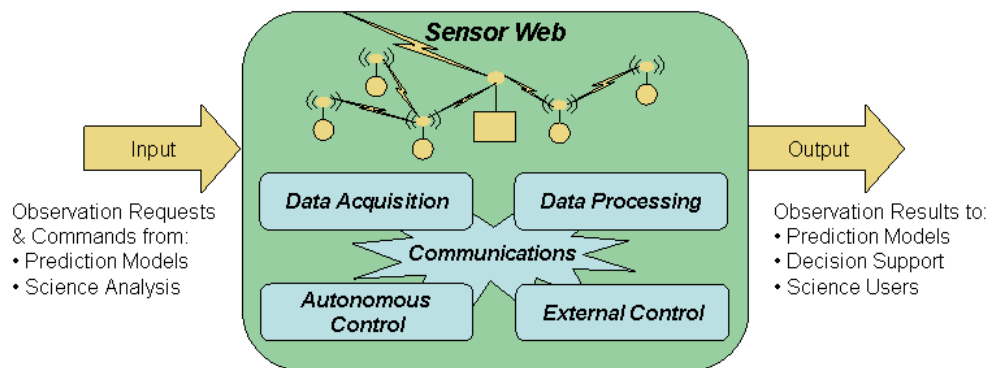 Sensor Web
Input
Output
Data Acquisition
Data Processing
Communications
Autonomous
Control
External Control
Observation Requests
& Commands from:
• Prediction Models
• Science Analysis
Observation Results to:
• Prediction Models
• Decision Support
• Science Users